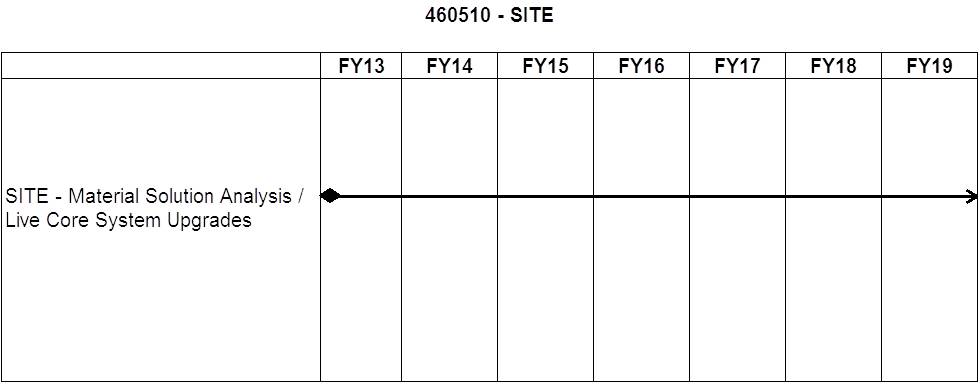 460510 - SITE
FY13 FY14 FY15 FY16 FY17 FY18 FY19
SITE - Material Solution Analysis /
Live Core System Upgrades